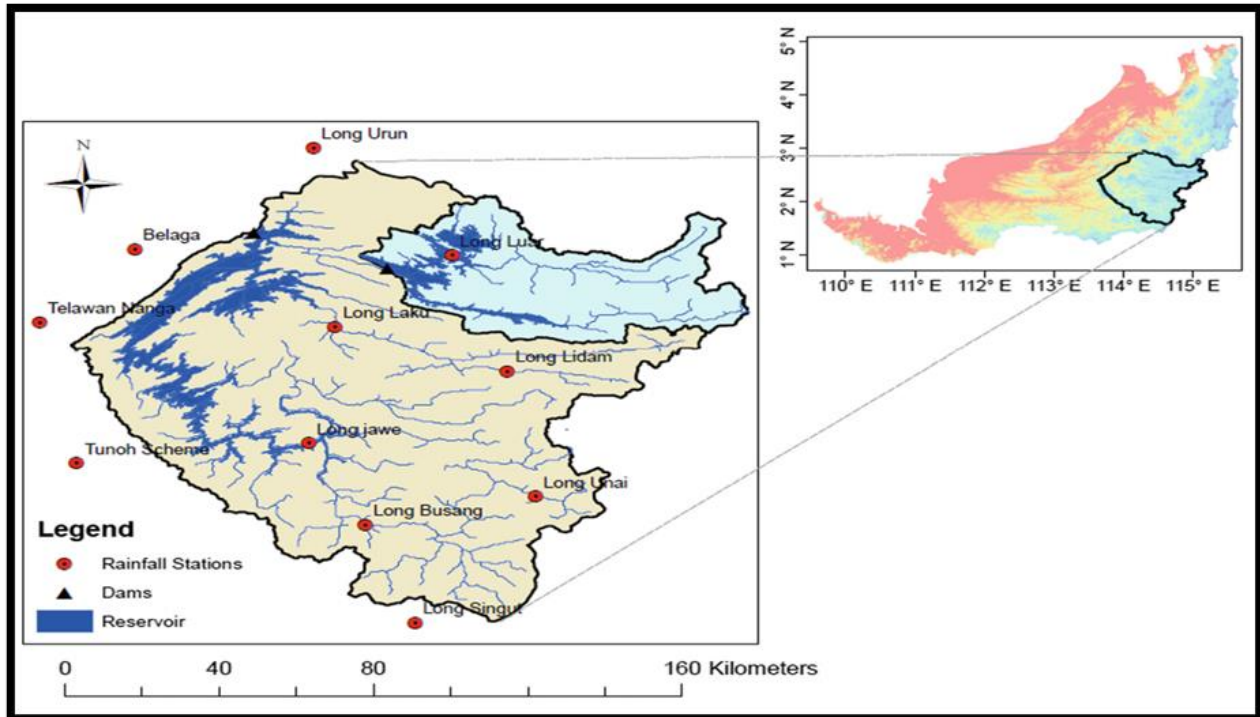 N
Long Urun
Belaga
Long Luar
Telawan Nanga
Long Laku
Long Lidam
Long jawe
Tunoh Scheme
Long Unai
Long Busang
Long Singut
Legend
Rainfall Stations
Dams
Reservoir
0 40 80 160 Kilometers
5° N
4° N
3° N
2° N
1° N
110° E 111° E 112° E 113° E 114° E 115° E